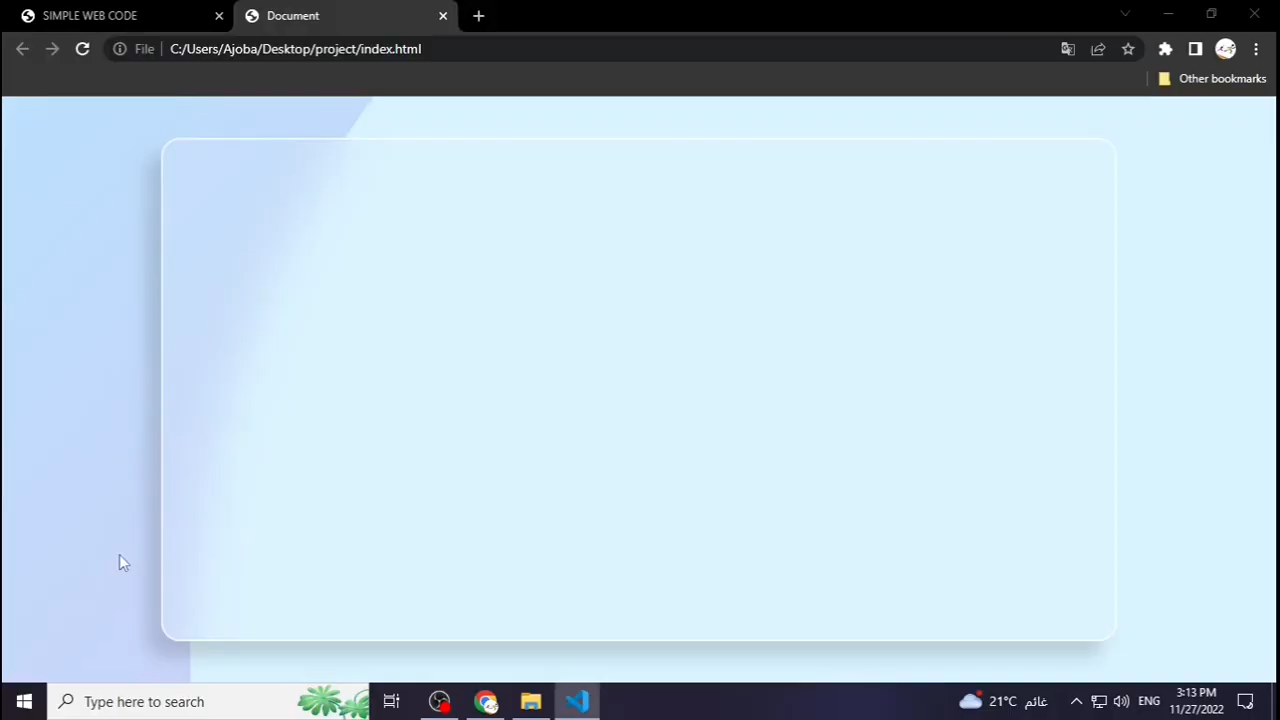 SIMPLE WEB CODE
Document
File
C:/Users/Ajoba/Desktop/project/index.html
Other bookmarks
Type here to search
21°C غائم
ENG
3:13 PM
11/27/2022